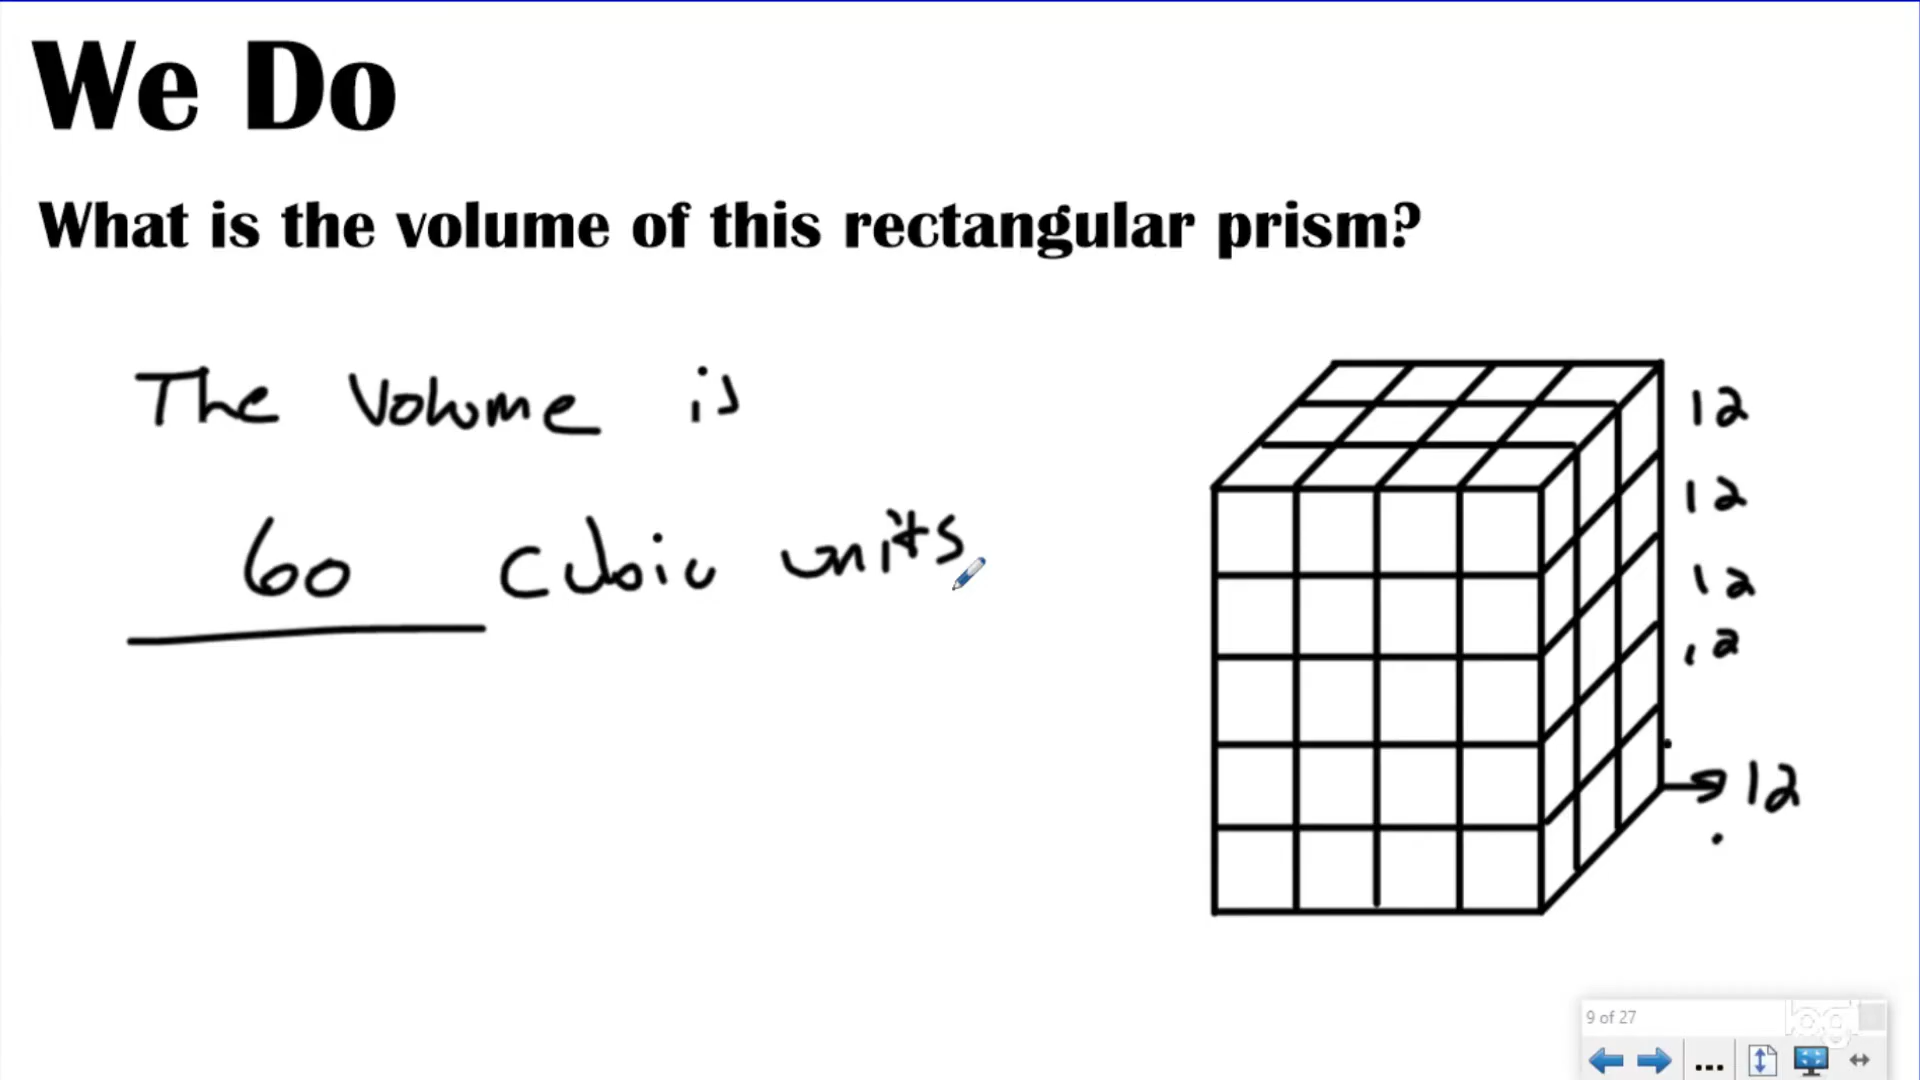 We Do
What is the volume of this rectangular prism?
The volume is
60 cubic units
12
12
12
12
12
9 of 27